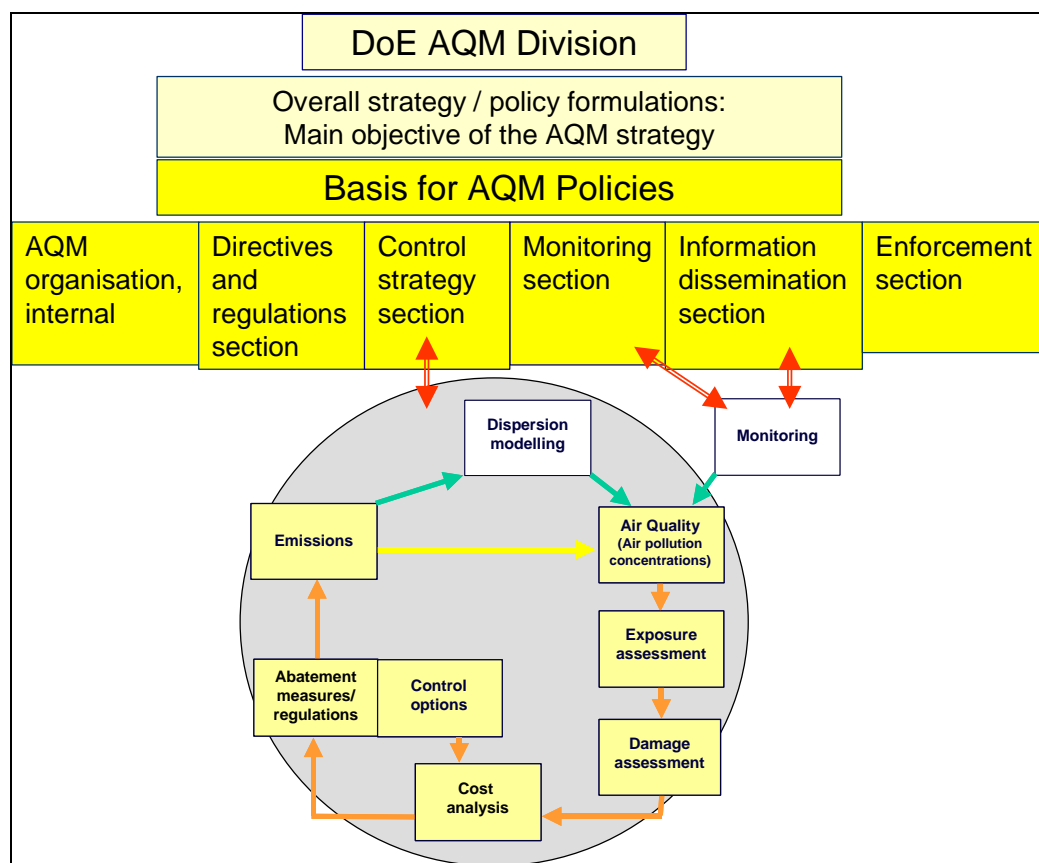 DoE AQM Division
Overall strategy / policy formulations:
Main objective of the AQM strategy
Basis for AQM Policies
AQM
organisation,
internal
Directives
and
regulations
section
Control
strategy
section
Monitoring
section
Information
dissemination
section
Enforcement
section
Dispersion
modelling
Monitoring
Emissions
Air Quality
(Air pollution
concentrations)
Exposure
assessment
Abatement
measures/
regulations
Control
options
Damage
assessment
Cost
analysis